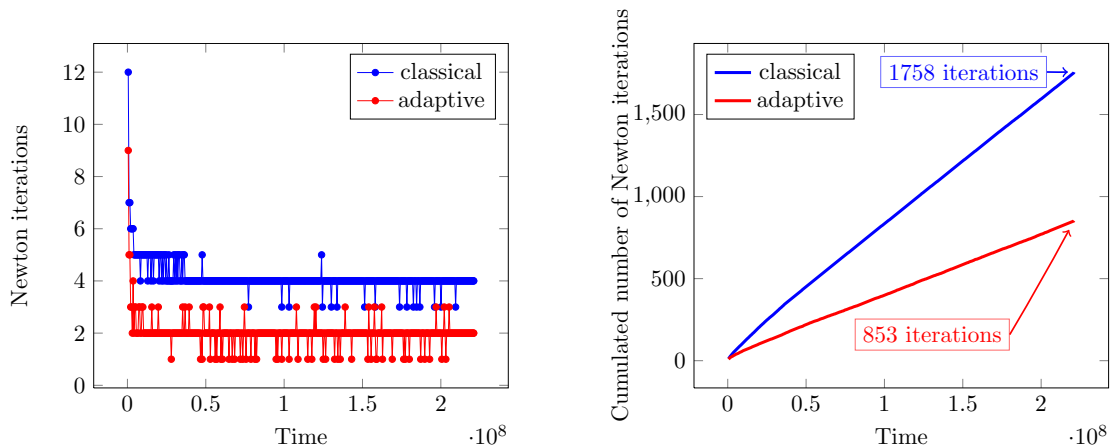 Newton iterations
12
10
8
6
4
2
0
0
0.5
1
1.5
2
Time
·10^8
classical
adaptive
Cumulated number of Newton iterations
1,500
1,000
500
0
0
0.5
1
1.5
2
Time
·10^8
classical
adaptive
1758 iterations
853 iterations